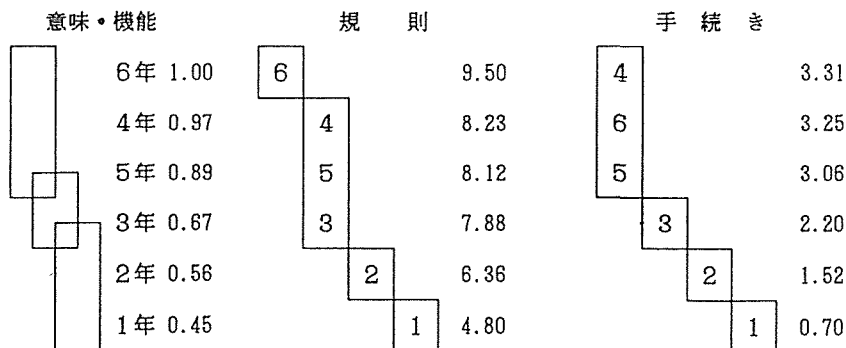 意味・機能 規則 手続き
6年 1.00 6 9.50 4 3.31
4年 0.97 4 8.23 6 3.25
5年 0.89 5 8.12 5 3.06
3年 0.67 3 7.88 3 2.20
2年 0.56 2 6.36 2 1.52
1年 0.45 1 4.80 1 0.70